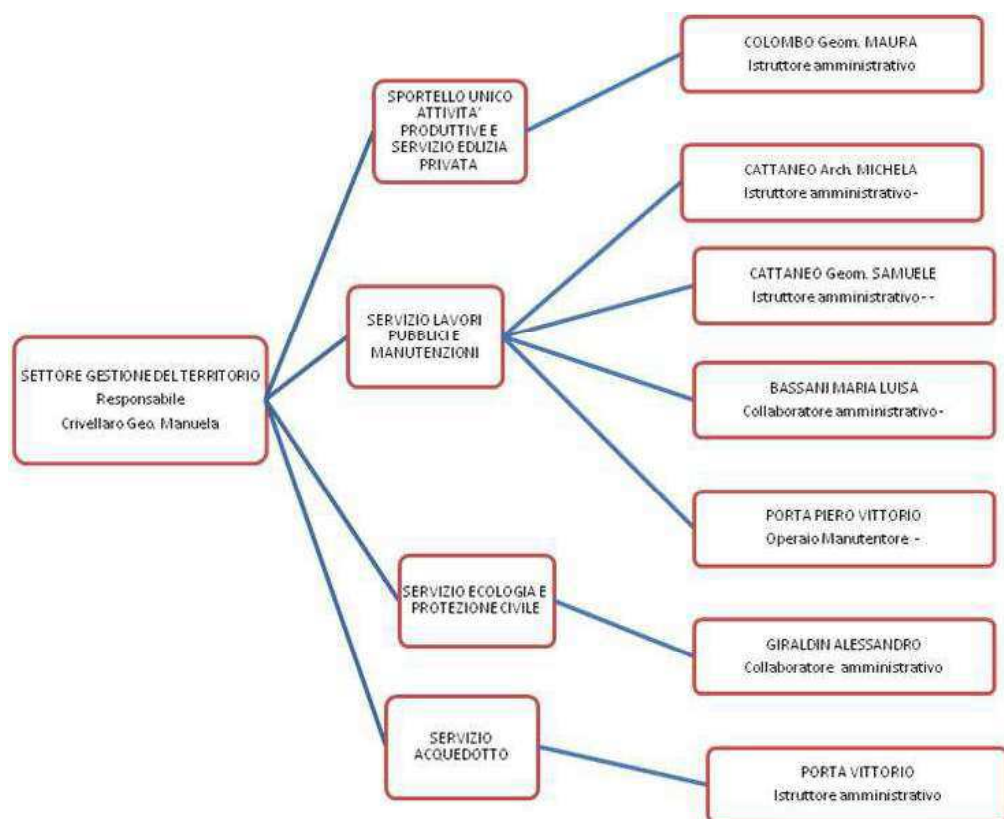 COLOMBO Geom. MAURA
Istruttore amministrativo
SPORTELLO UNICO
ATTIVITA'
PRODUTTIVE E
SERVIZIO EDLIZIA
PRIVATA
CATTANEO Arch. MICHELA
Istruttore amministrativo-
CATTANEO Geom. SAMUELE
Istruttore amministrativo- -
SERVIZIO LAVORI
PUBBLICI E
MANUTENZIONI
SETTORE GESTIONE DEL TERRITORIO
Responsabile
Crivellaro Geo. Manuela
BASSANI MARIA LUISA
Collaboratore amministrativo-
PORTA PIERO VITTORIO
Operaio Manutentore -
SERVIZIO ECOLOGIA E
PROTEZIONE CIVILE
GIRALDIN ALESSANDRO
Collaboratore amministrativo
SERVIZIO
ACQUEDOTTO
PORTA VITTORIO
Istruttore amministrativo